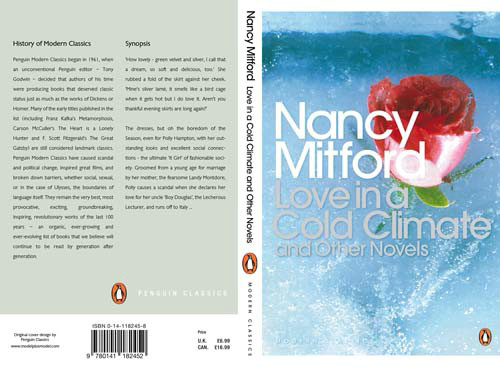 History of Modern Classics
Penguin Modern Classics began in 1961, when
an unconventional Penguin editor – Tony
Godwin – decided that authors of his time
were producing books that deserved classic
status just as much as the works of Dickens or
Homer. Many of the early titles published in the
list (including Franz Kafka's Metamorphosis,
Carson McCuller's The Heart is a Lonely
Hunter and F. Scott Fitzgerald's The Great
Gatsby) are still considered landmark classics.
Penguin Modern Classics have caused scandal
and political change, inspired great films, and
broken down barriers, whether social, sexual,
or in the case of Ulysses, the boundaries of
language itself. They remain the very best, most
provocative, exciting, groundbreaking,
inspiring, revolutionary works of the last 100
years – an organic, ever-growing and
ever-evolving list of books that we believe will
continue to be read by generation after
generation.
Synopsis
'How lovely - green velvet and silver, I call that
a dream, so soft and delicious, too.' She
rubbed a fold of the skirt against her cheek.
'Mine's silver lamé, it smells like a bird cage
when it gets hot but I do love it. Aren't you
thankful evening skirts are long again?'
The dresses, but oh the boredom of the
Season, even for Polly Hampton, with her out-
standing looks and excellent social connec-
tions - the ultimate 'It Girl' of fashionable soci-
ety. Groomed from a young age for marriage
by her mother, the fearsome Lady Montdore,
Polly causes a scandal when she declares her
love for her uncle 'Boy Douglas', the Lecherous
Lecturer, and runs off to Italy ...
PENGUIN CLASSICS
Original cover design by
Penguin Classics
www.modelposmodel.com
ISBN 0-14-118245-8
9 780141 182452
Price
U.K. £6.99
CAN. £16.99
Nancy Mitford Love in a Cold Climate and Other Novels
MODERN CLASSICS
Nancy
Mitford
Love in a
Cold Climate
and Other Novels